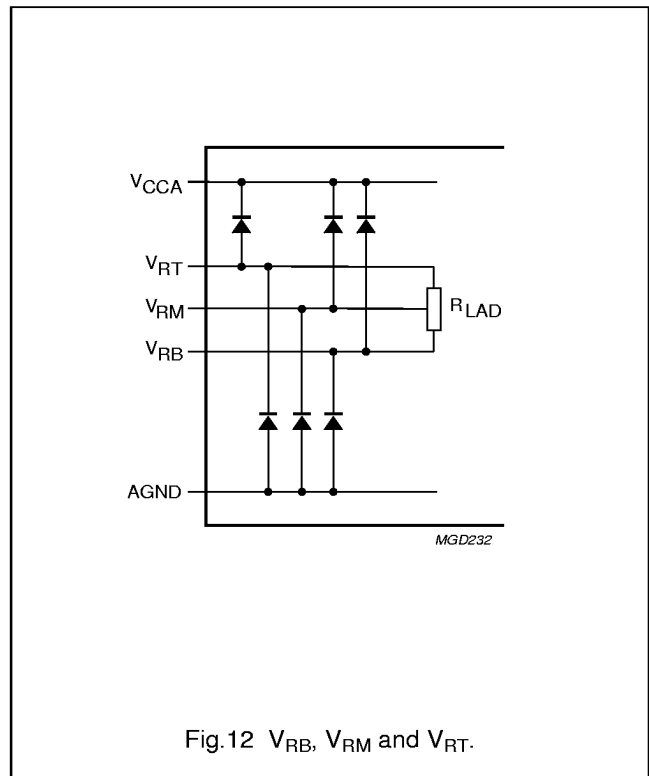 VCCA
VRT
VRM
RLAD
VRB
AGND
MGD232
Fig.12 VRB, VRM and VRT.